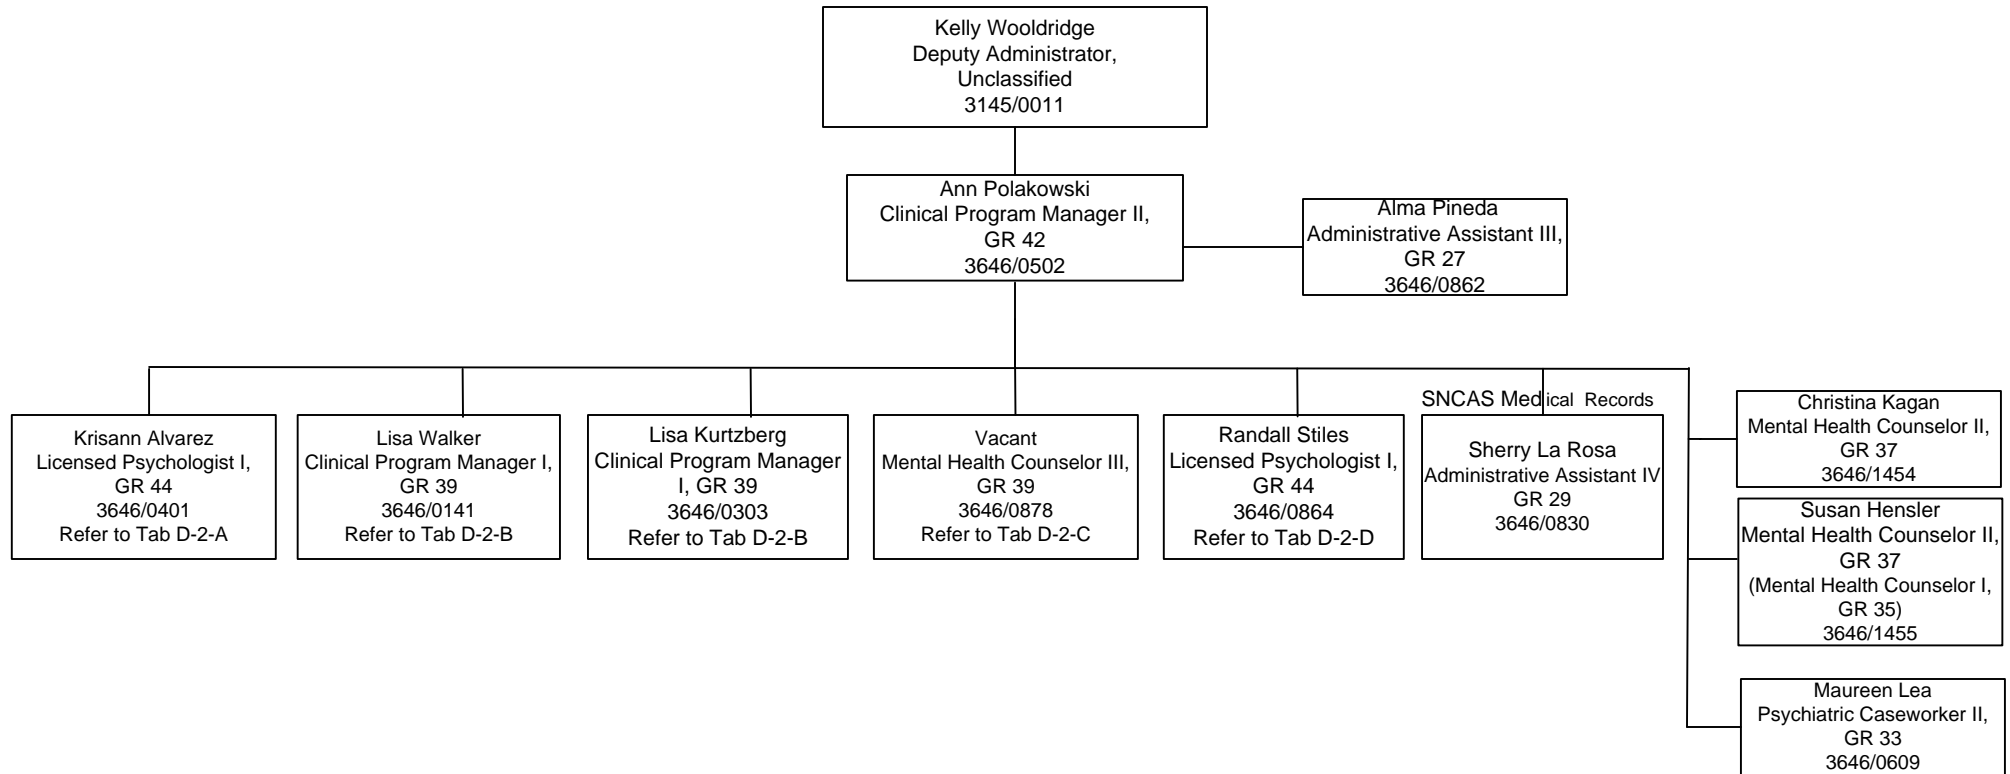 Kelly Wooldridge
Deputy Administrator,
Unclassified
3145/0011
Ann Polakowski
Clinical Program Manager II,
GR 42
3646/0502
Alma Pineda
Administrative Assistant III,
GR 27
3646/0862
Krisann Alvarez
Licensed Psychologist I,
GR 44
3646/0401
Refer to Tab D-2-A
Lisa Walker
Clinical Program Manager I,
GR 39
3646/0141
Refer to Tab D-2-B
Lisa Kurtzberg
Clinical Program Manager
I, GR 39
3646/0303
Refer to Tab D-2-B
Vacant
Mental Health Counselor III,
GR 39
3646/0878
Refer to Tab D-2-C
Randall Stiles
Licensed Psychologist I,
GR 44
3646/0864
Refer to Tab D-2-D
SNCAS Medical Records
Sherry La Rosa
Administrative Assistant IV
GR 29
3646/0830
Christina Kagan
Mental Health Counselor II,
GR 37
3646/1454
Susan Hensler
Mental Health Counselor II,
GR 37
(Mental Health Counselor I,
GR 35)
3646/1455
Maureen Lea
Psychiatric Caseworker II,
GR 33
3646/0609